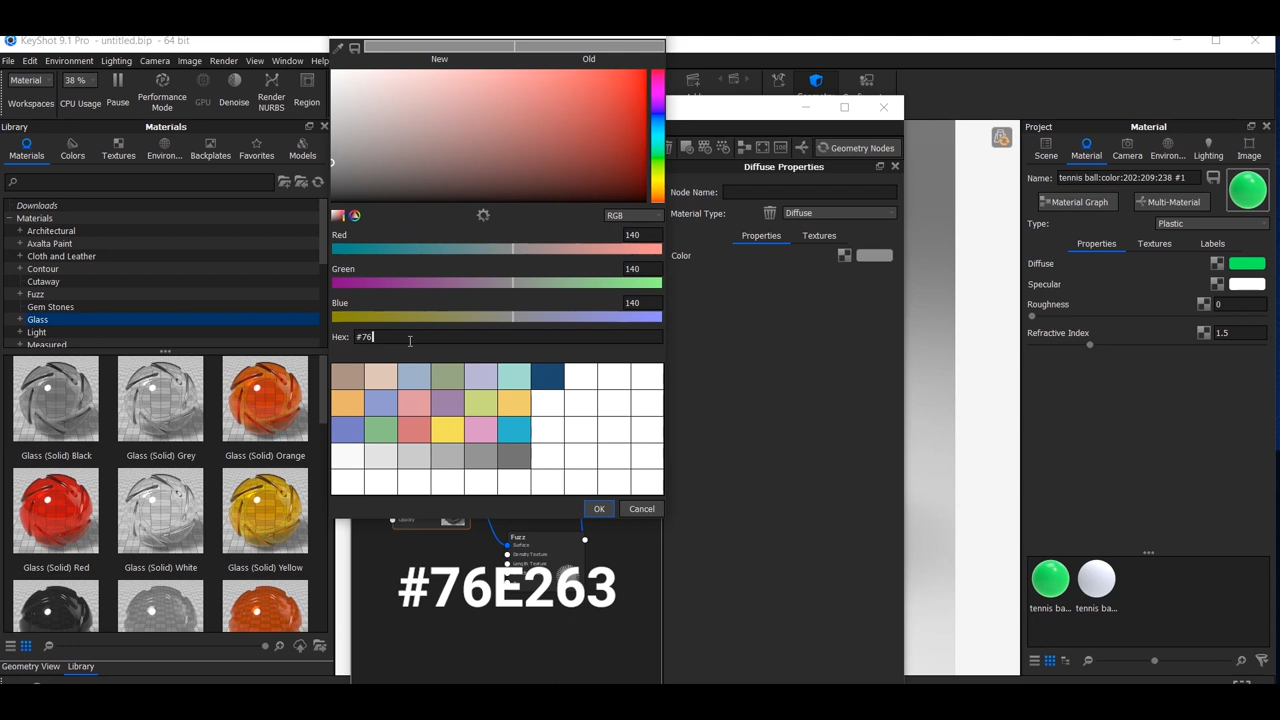 KeyShot 9.1 Pro - untitled.bip - 64 bit
File Edit Environment Lighting Camera Image Render View Window Help
Material 38 %
Workspaces CPU Usage Pause Performance Mode GPU Denoise Render NURBS Region
Library Materials
Materials Colors Textures Environ... Backplates Favorites Models
Downloads
Materials
Architectural
Axalta Paint
Cloth and Leather
Contour
Cutaway
Fuzz
Gem Stones
Glass
Light
Measured
Glass (Solid) Black
Glass (Solid) Grey
Glass (Solid) Orange
Glass (Solid) Red
Glass (Solid) White
Glass (Solid) Yellow
Geometry View Library
New Old
RGB
Red 140
Green 140
Blue 140
Hex: #76
OK Cancel
Fuzz
Surface
Density Texture
Length Texture
#76E263
Geometry Nodes
Diffuse Properties
Node Name:
Material Type: Diffuse
Properties Textures
Color
Project Material
Scene Material Camera Environ... Lighting Image
Name: tennis ball:color:202:209:238 #1
Material Graph Multi-Material
Type: Plastic
Properties Textures Labels
Diffuse
Specular
Roughness 0
Refractive Index 1.5
tennis ba... tennis ba...